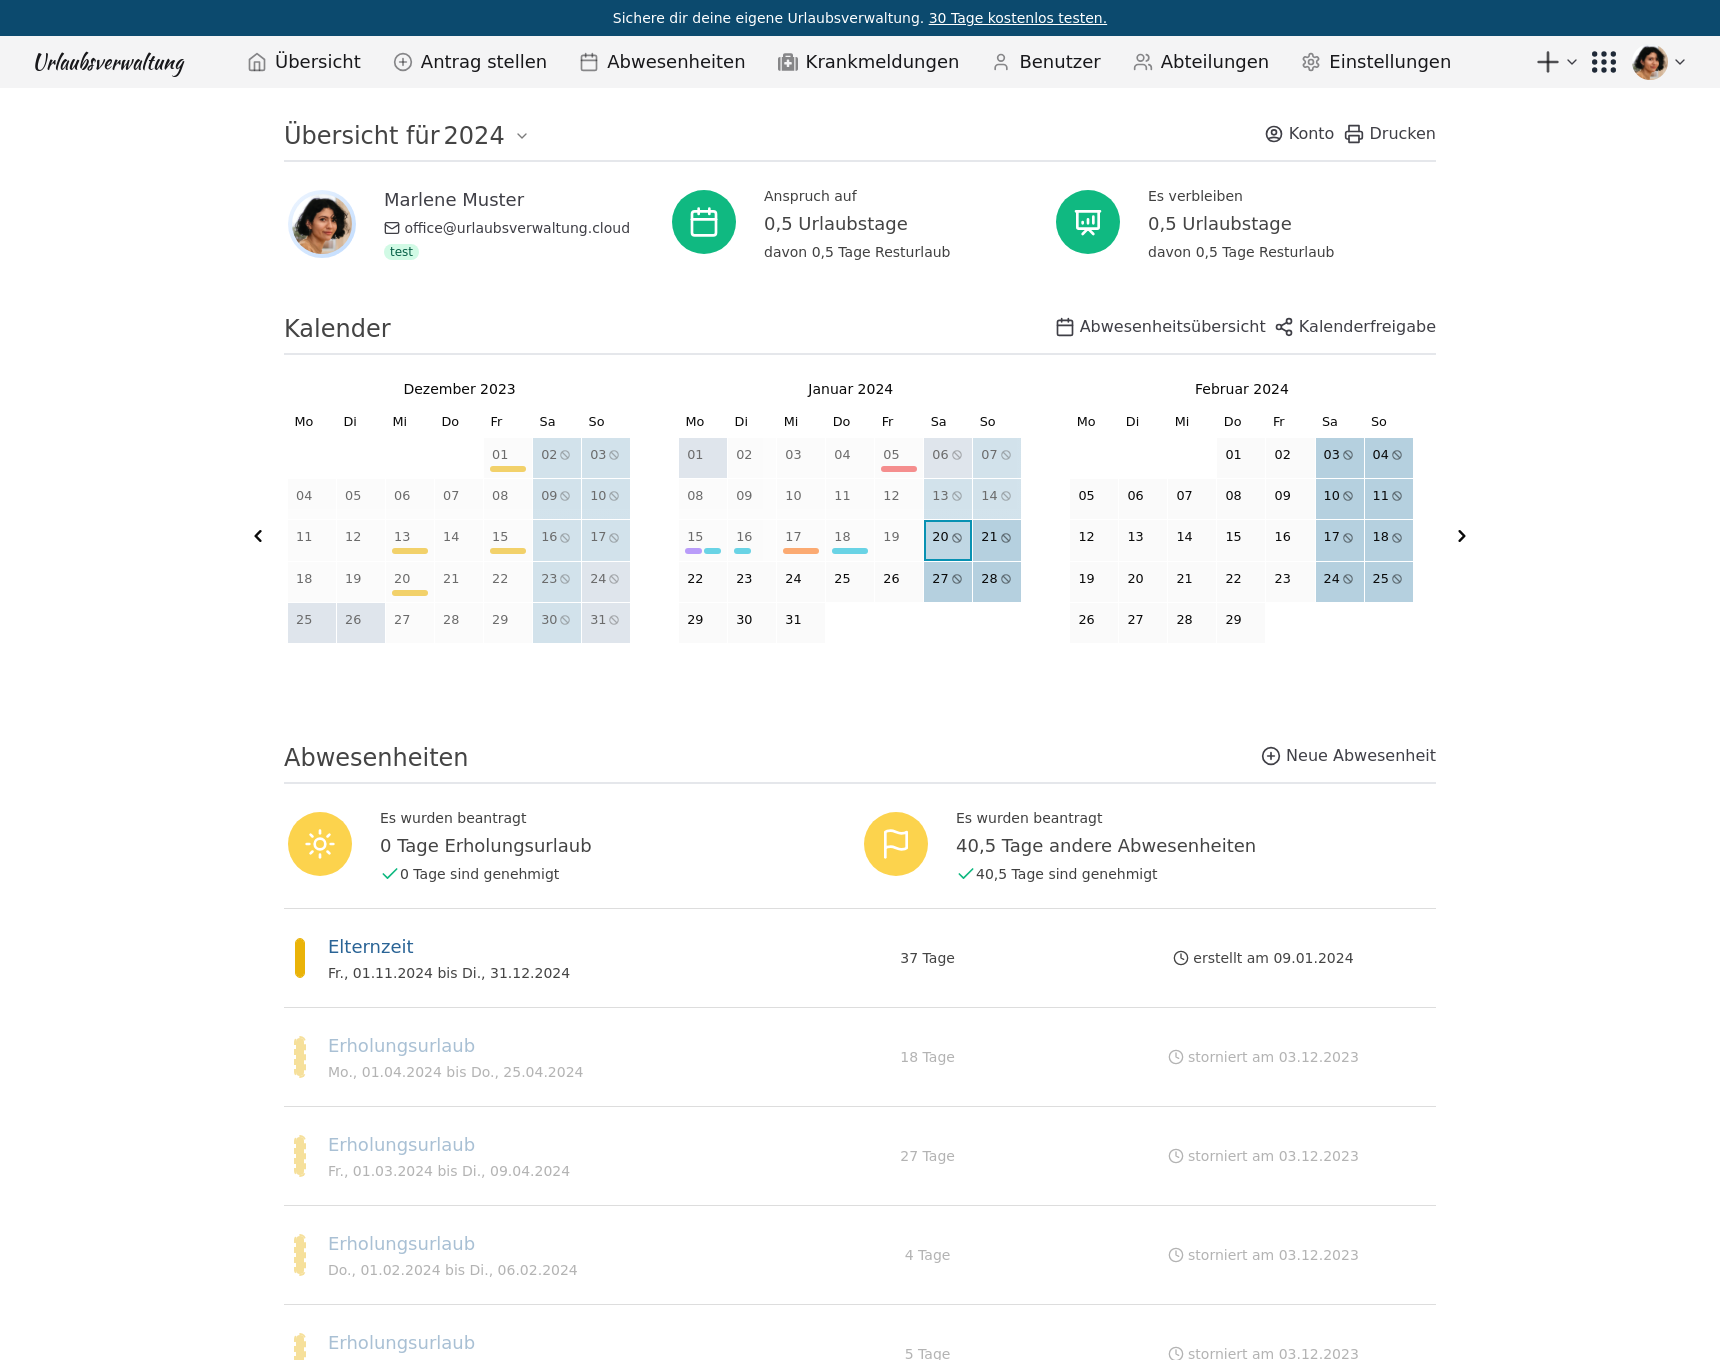 Sichere dir deine eigene Urlaubsverwaltung. 30 Tage kostenlos testen.
Urlaubsverwaltung Übersicht Antrag stellen Abwesenheiten Krankmeldungen Benutzer Abteilungen Einstellungen
Übersicht für 2024 Konto Drucken
Marlene Muster
office@urlaubsverwaltung.cloud
test
Anspruch auf
0,5 Urlaubstage
davon 0,5 Tage Resturlaub
Es verbleiben
0,5 Urlaubstage
davon 0,5 Tage Resturlaub
Kalender Abwesenheitsübersicht Kalenderfreigabe
Dezember 2023
Mo Di Mi Do Fr Sa So
01 02 03
04 05 06 07 08 09 10
11 12 13 14 15 16 17
18 19 20 21 22 23 24
25 26 27 28 29 30 31
Januar 2024
Mo Di Mi Do Fr Sa So
01 02 03 04 05 06 07
08 09 10 11 12 13 14
15 16 17 18 19 20 21
22 23 24 25 26 27 28
29 30 31
Februar 2024
Mo Di Mi Do Fr Sa So
01 02 03 04
05 06 07 08 09 10 11
12 13 14 15 16 17 18
19 20 21 22 23 24 25
26 27 28 29
Abwesenheiten Neue Abwesenheit
Es wurden beantragt
0 Tage Erholungsurlaub
0 Tage sind genehmigt
Es wurden beantragt
40,5 Tage andere Abwesenheiten
40,5 Tage sind genehmigt
Elternzeit
Fr., 01.11.2024 bis Di., 31.12.2024
37 Tage
erstellt am 09.01.2024
Erholungsurlaub
Mo., 01.04.2024 bis Do., 25.04.2024
18 Tage
storniert am 03.12.2023
Erholungsurlaub
Fr., 01.03.2024 bis Di., 09.04.2024
27 Tage
storniert am 03.12.2023
Erholungsurlaub
Do., 01.02.2024 bis Di., 06.02.2024
4 Tage
storniert am 03.12.2023
Erholungsurlaub
5 Tage
storniert am 03.12.2023